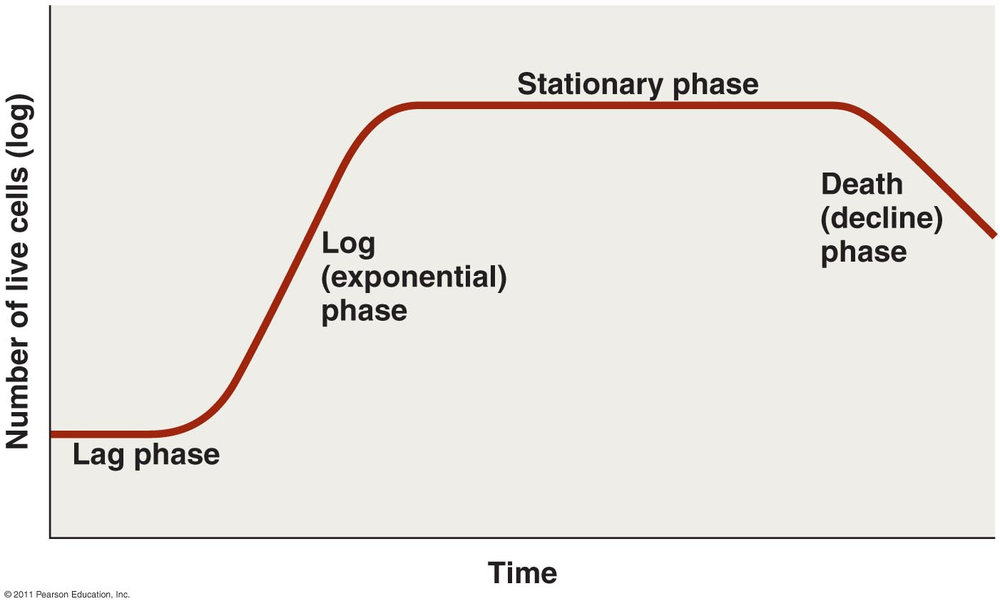 Number of live cells (log)
Stationary phase
Death
(decline)
phase
Log
(exponential)
phase
Lag phase
Time
© 2011 Pearson Education, Inc.